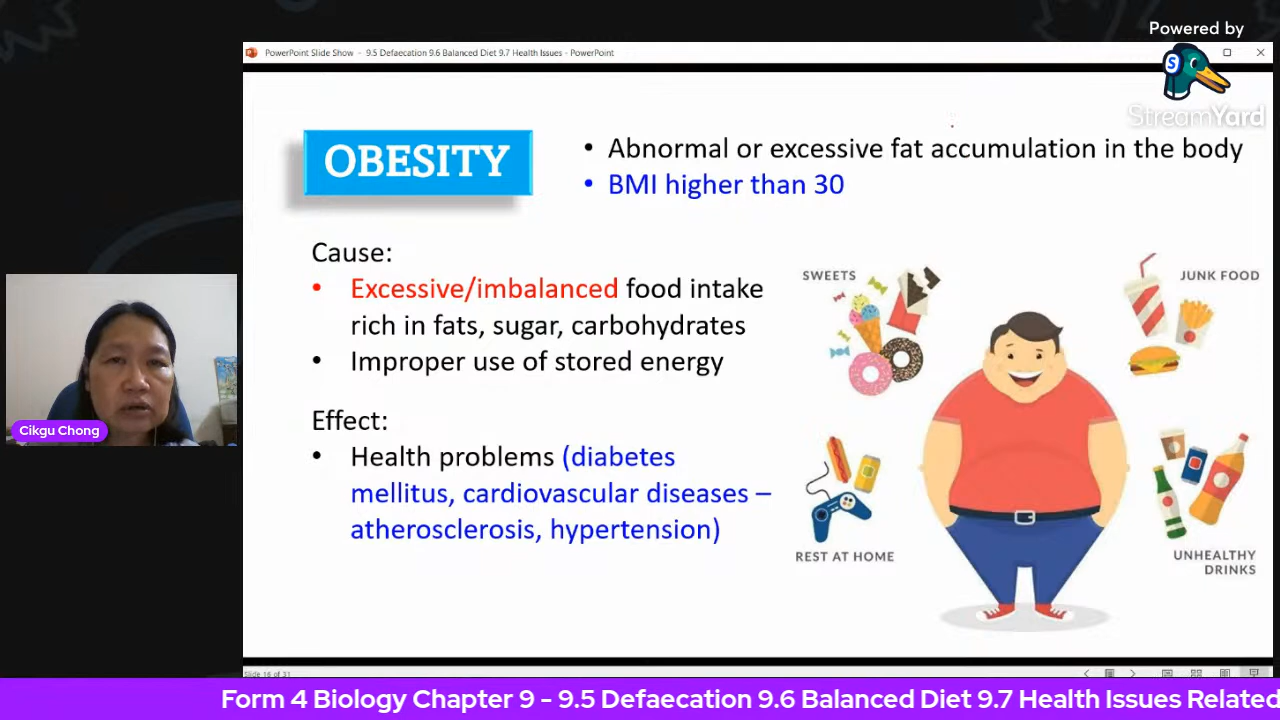 Powered by
StreamYard
PowerPoint Slide Show - 9.5 Defaecation 9.6 Balanced Diet 9.7 Health Issues - PowerPoint
OBESITY
• Abnormal or excessive fat accumulation in the body
• BMI higher than 30
Cause:
• Excessive/imbalanced food intake
rich in fats, sugar, carbohydrates
• Improper use of stored energy
Effect:
• Health problems (diabetes
mellitus, cardiovascular diseases –
atherosclerosis, hypertension)
SWEETS
JUNK FOOD
REST AT HOME
UNHEALTHY
DRINKS
Cikgu Chong
Slide 16 of 31
Form 4 Biology Chapter 9 - 9.5 Defaecation 9.6 Balanced Diet 9.7 Health Issues Related